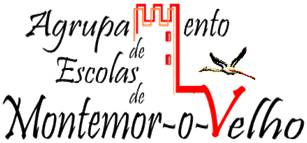 Agrupamento
de
Escolas
de
Montemor-o-Velho